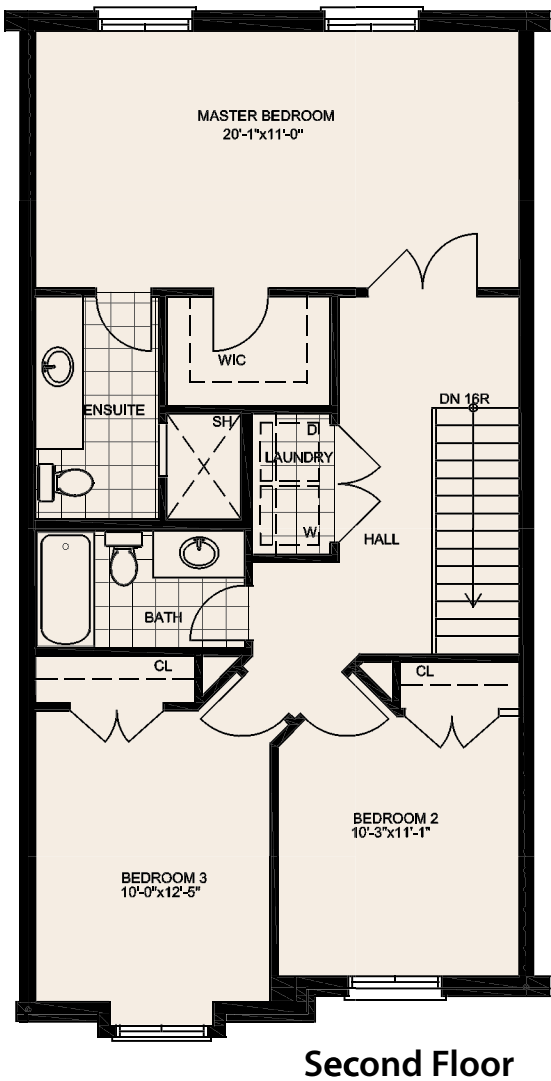 MASTER BEDROOM
20'-1"x11'-0"
WIC
DN 16R
ENSUITE
SH
D
LAUNDRY
W
HALL
BATH
CL
CL
BEDROOM 2
10'-3"x11'-1"
BEDROOM 3
10'-0"x12'-5"
Second Floor